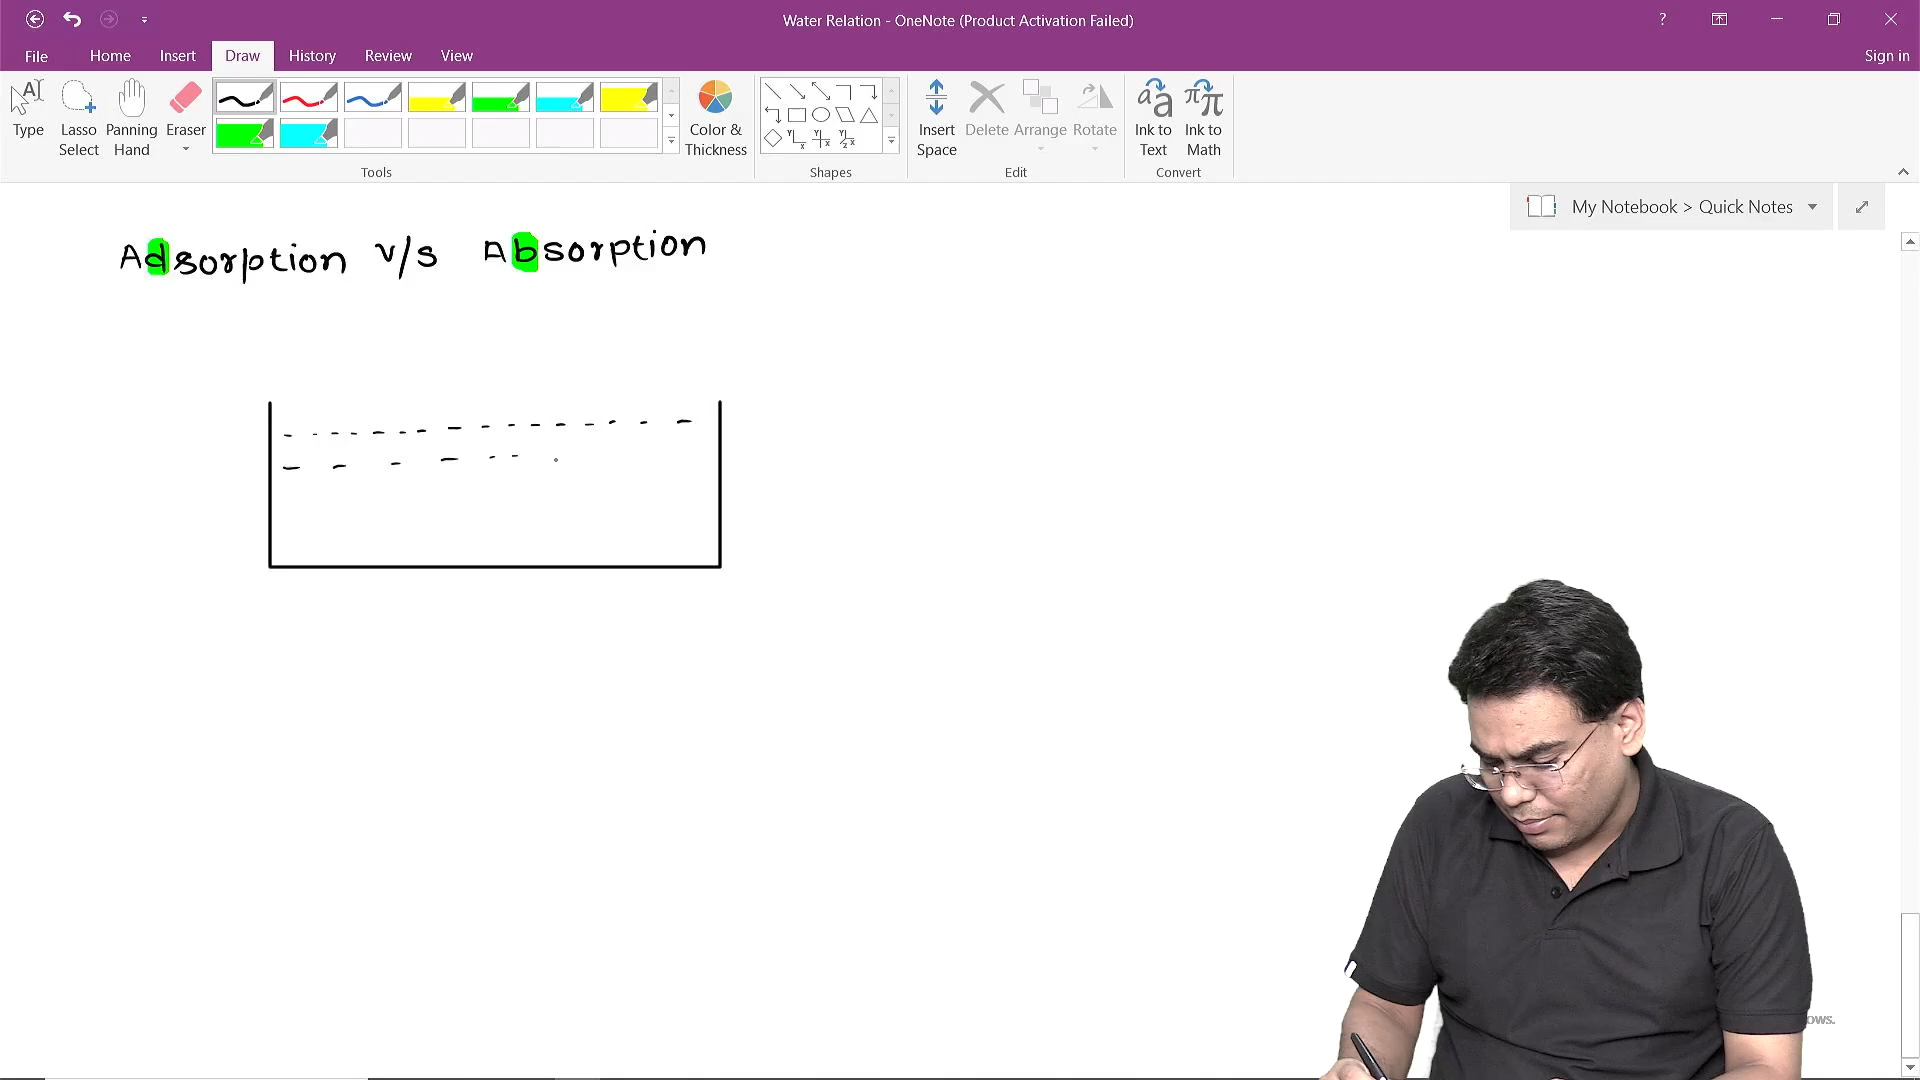 Water Relation - OneNote (Product Activation Failed)
?
File Home Insert Draw History Review View Sign in
Type
Lasso Select
Panning Hand
Eraser
Color & Thickness
Insert Space
Delete
Arrange
Rotate
Ink to Text
Ink to Math
Tools Shapes Edit Convert
My Notebook > Quick Notes
Adsorption v/s Absorption
ows.